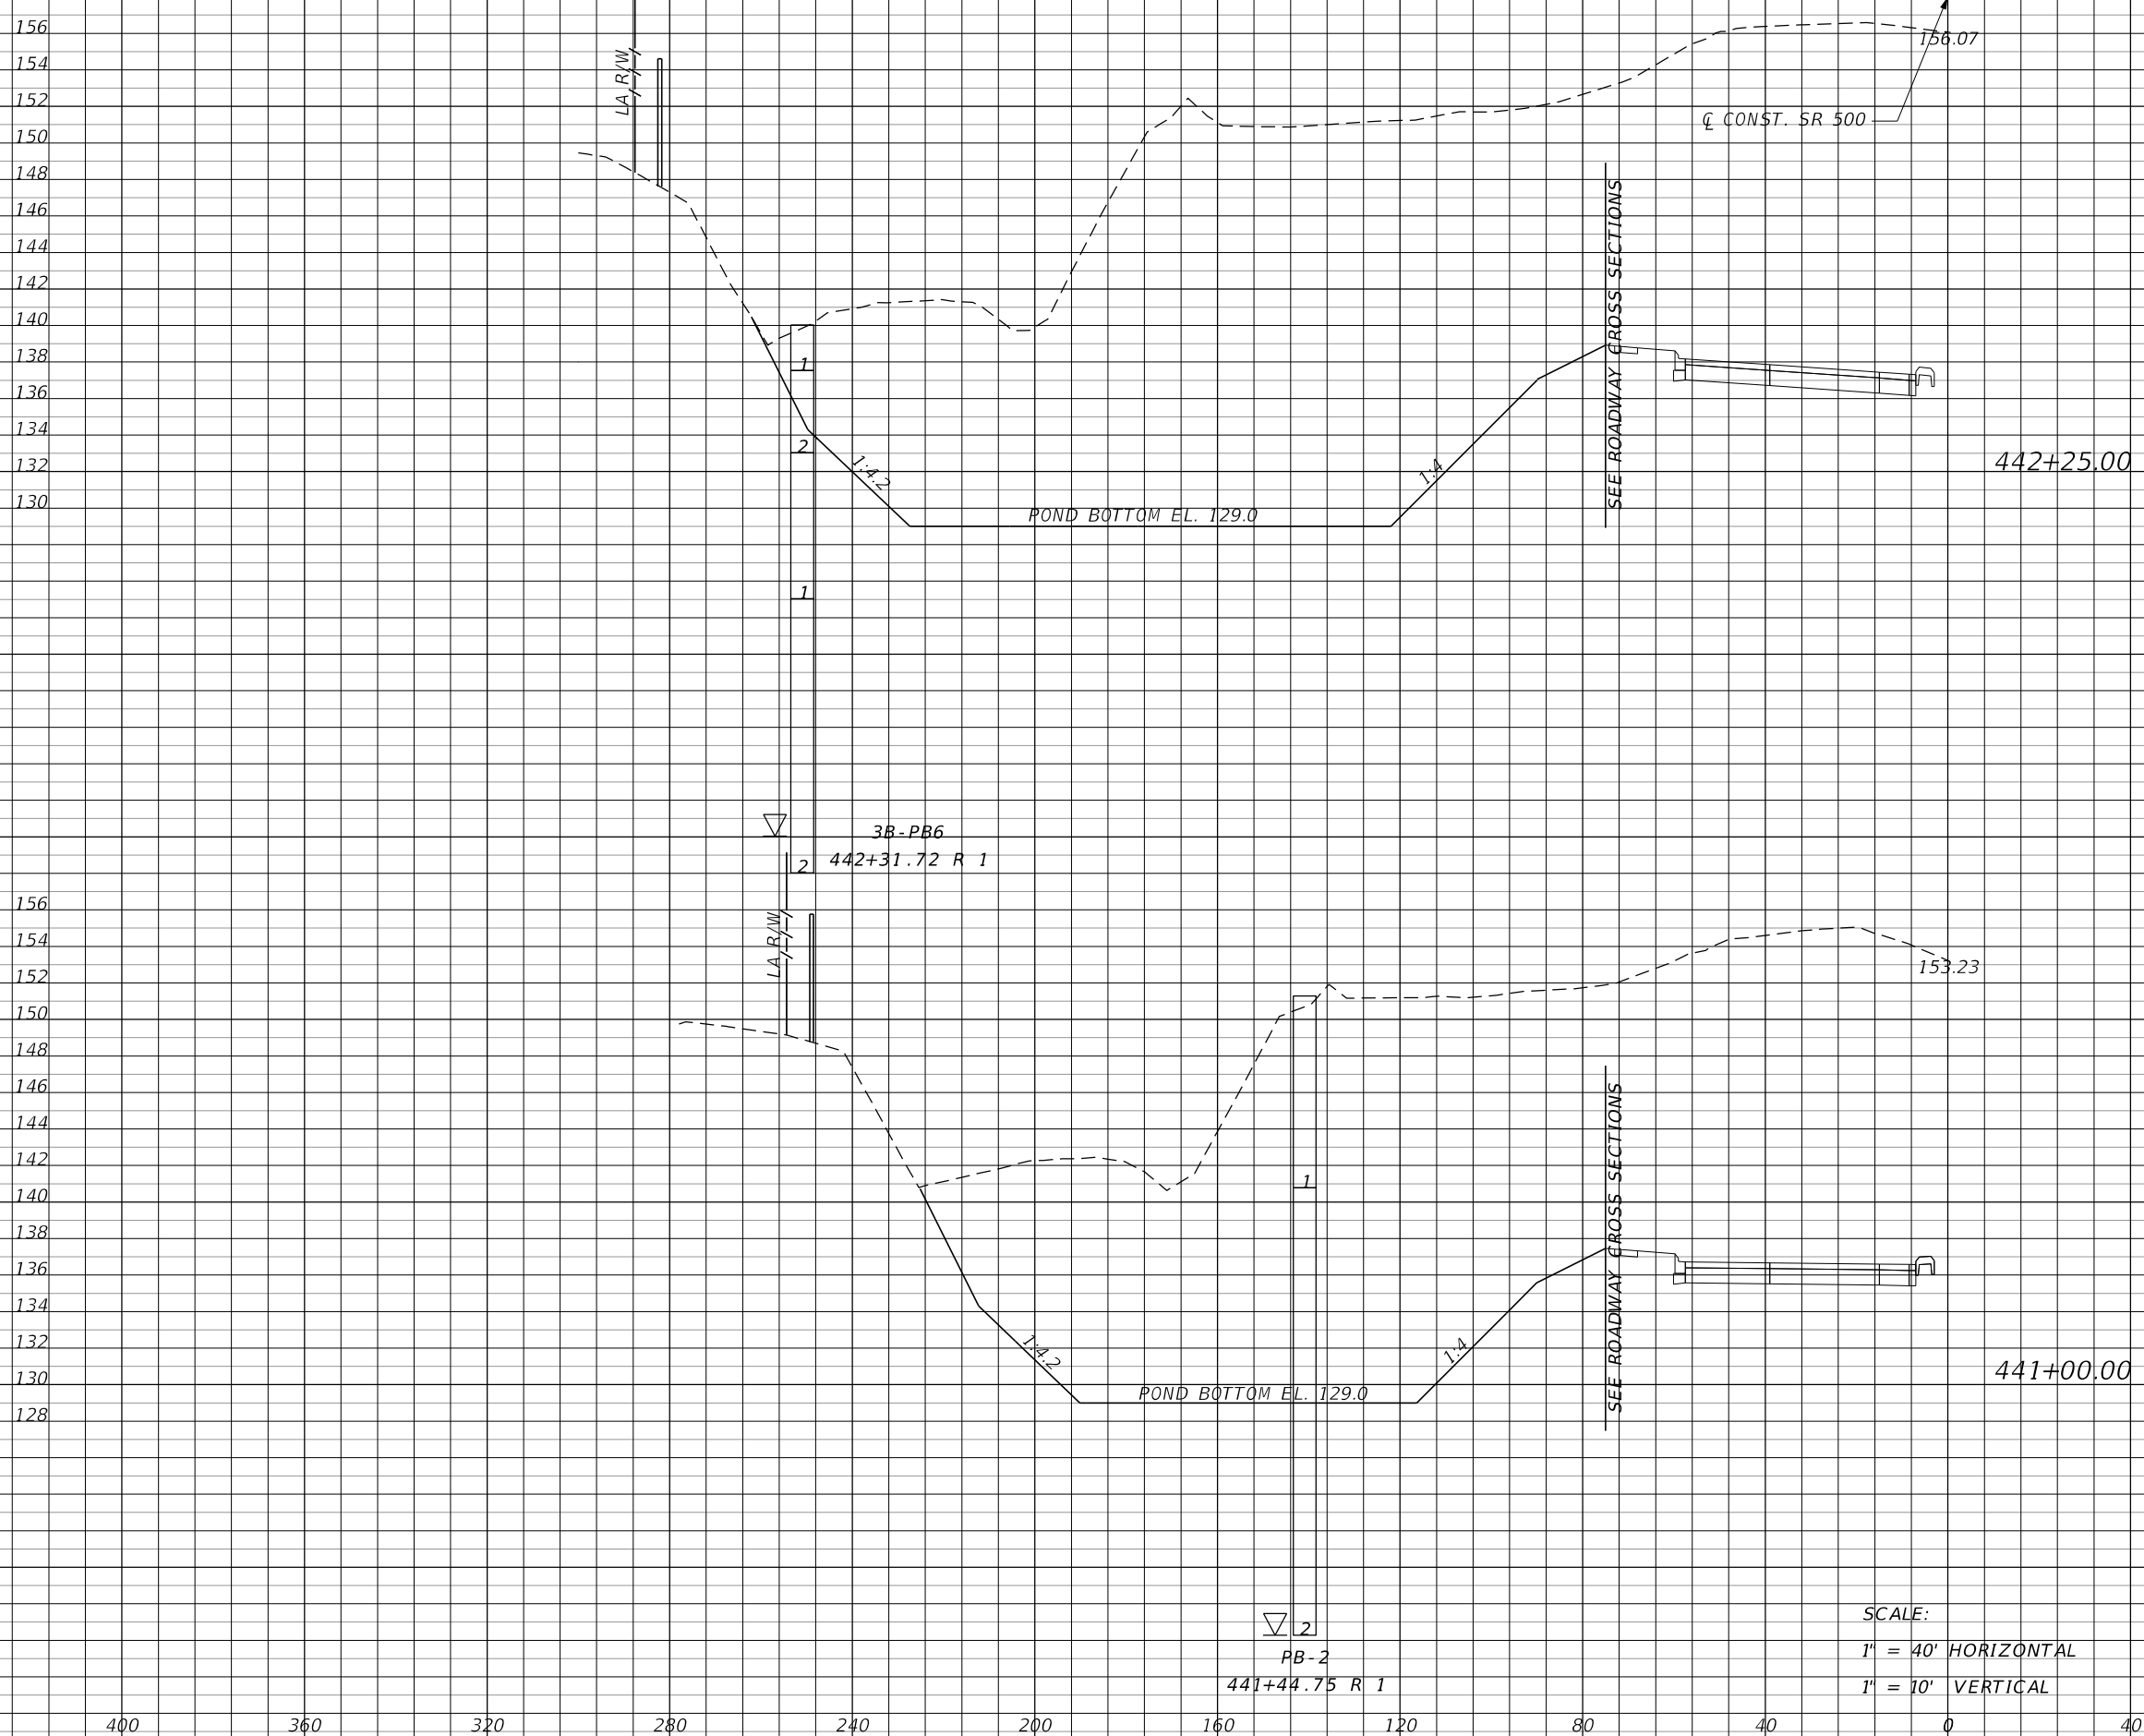 156
154
152
150
148
146
144
142
140
138
136
134
132
130
LA R/W
156.07
℄ CONST. SR 500
SEE ROADWAY CROSS SECTIONS
1
2
1
2
1:4.2
POND BOTTOM EL. 129.0
1:4
442+25.00
3B-PB6
442+31.72 R 1
156
154
152
150
148
146
144
142
140
138
136
134
132
130
128
LA R/W
153.23
SEE ROADWAY CROSS SECTIONS
1
2
1:4.2
POND BOTTOM EL. 129.0
1:4
441+00.00
PB-2
441+44.75 R 1
SCALE:
1" = 40' HORIZONTAL
1" = 10' VERTICAL
400 360 320 280 240 200 160 120 80 40 0 40